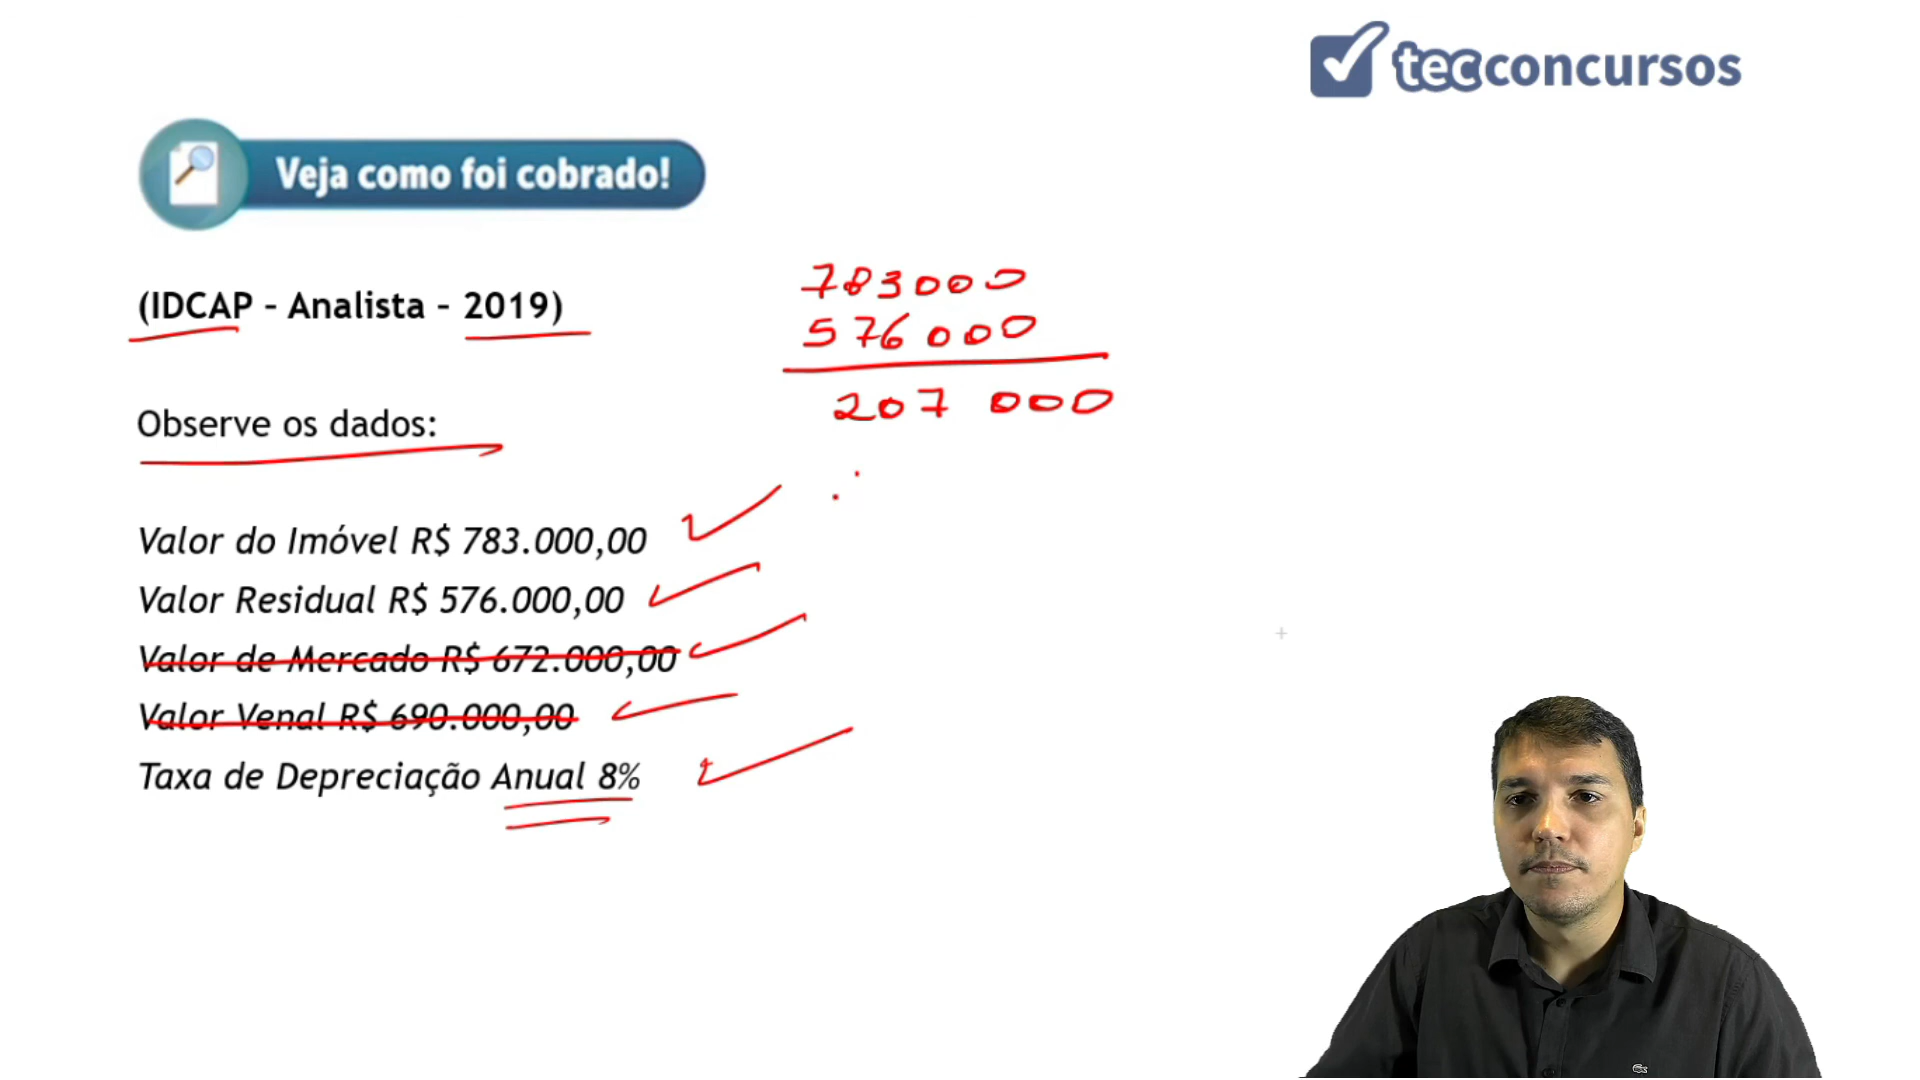 tecconcursos
Veja como foi cobrado!
(IDCAP – Analista – 2019)
783000
576000
207 000
Observe os dados:
Valor do Imóvel R$ 783.000,00
Valor Residual R$ 576.000,00
Valor de Mercado R$ 672.000,00
Valor Venal R$ 690.000,00
Taxa de Depreciação Anual 8%